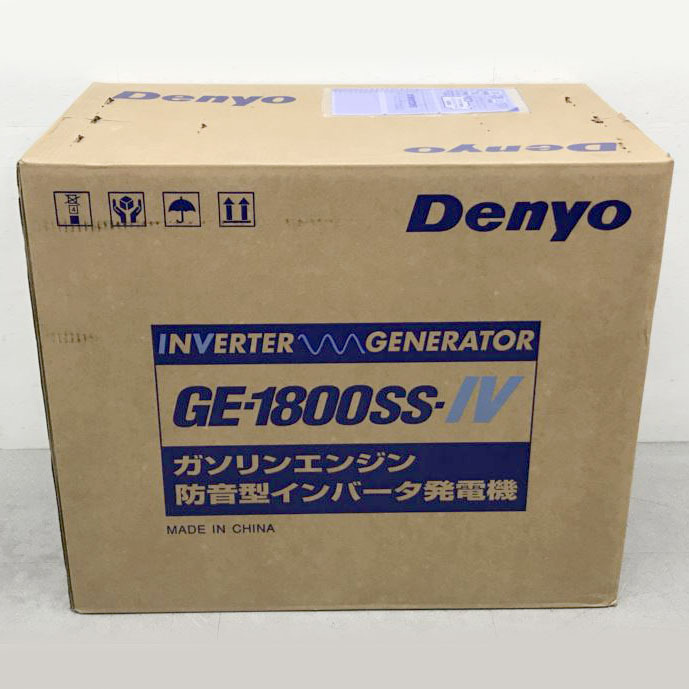 Denyo
Denyo
4
Denyo
INVERTER GENERATOR
GE-1800SS-IV
ガソリンエンジン
防音型インバータ発電機
MADE IN CHINA